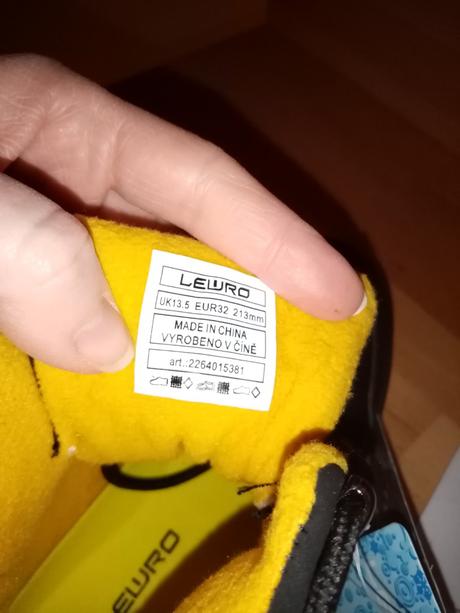 LEWRO
UK13.5 EUR32 213mm
MADE IN CHINA
VYROBENO V ČÍNĚ
art.:2264015381
LEWRO